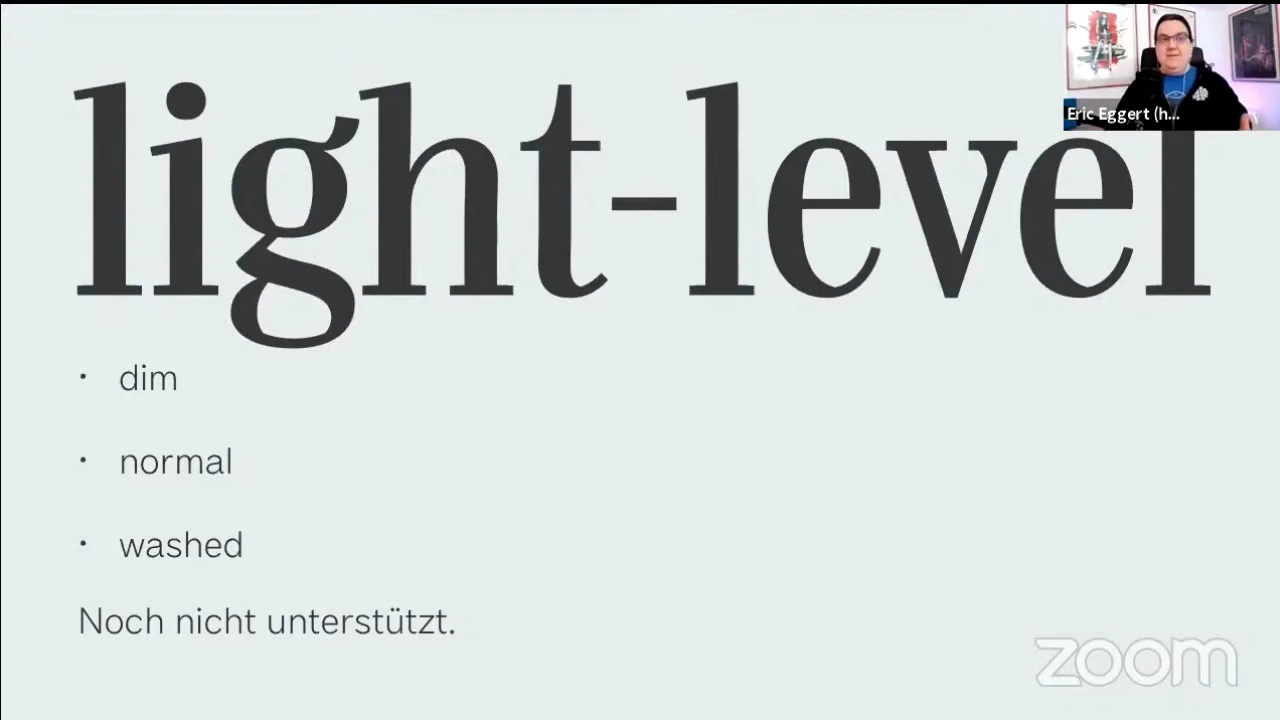 light-level
Eric Eggert (h...
• dim
• normal
• washed
Noch nicht unterstützt.
zoom